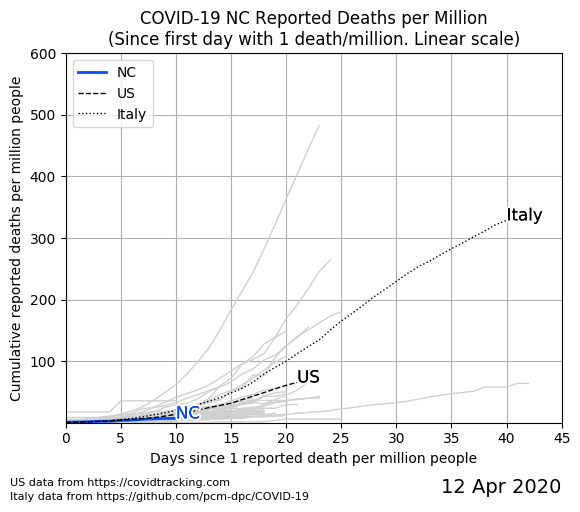 COVID-19 NC Reported Deaths per Million
(Since first day with 1 death/million. Linear scale)
Cumulative reported deaths per million people
600
500
400
300
200
100
NC
US
Italy
Italy
US
NC
0 5 10 15 20 25 30 35 40 45
Days since 1 reported death per million people
US data from https://covidtracking.com
Italy data from https://github.com/pcm-dpc/COVID-19
12 Apr 2020